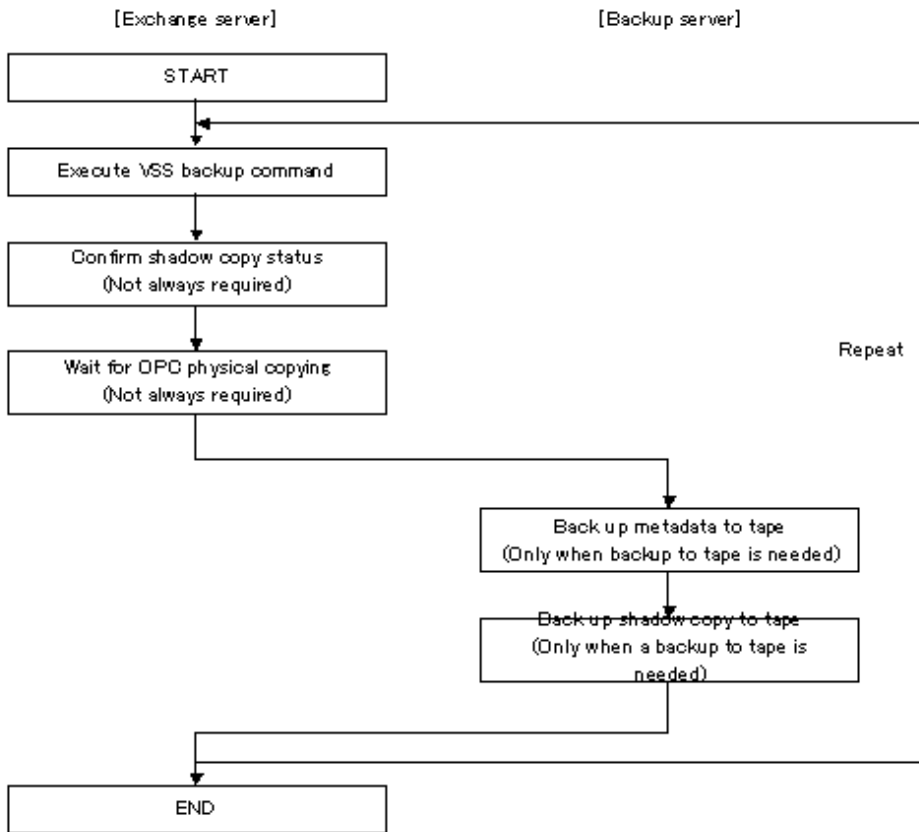 [Exchange server]
[Backup server]
START
Execute VSS backup command
Confirm shadow copy status
(Not always required)
Wait for OPC physical copying
(Not always required)
Repeat
Back up metadata to tape
(Only when backup to tape is needed)
Back up shadow copy to tape
(Only when a backup to tape is
needed)
END